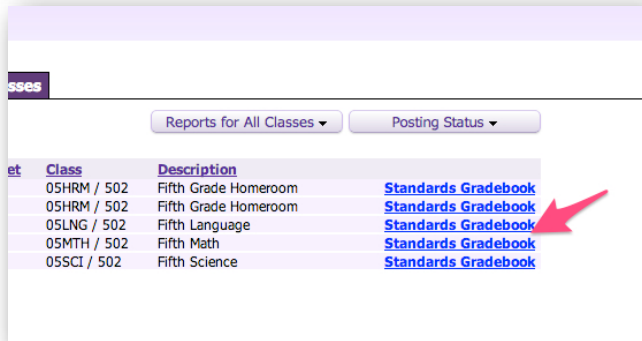 sses
Reports for All Classes Posting Status
et Class Description
05HRM / 502 Fifth Grade Homeroom Standards Gradebook
05HRM / 502 Fifth Grade Homeroom Standards Gradebook
05LNG / 502 Fifth Language Standards Gradebook
05MTH / 502 Fifth Math Standards Gradebook
05SCI / 502 Fifth Science Standards Gradebook